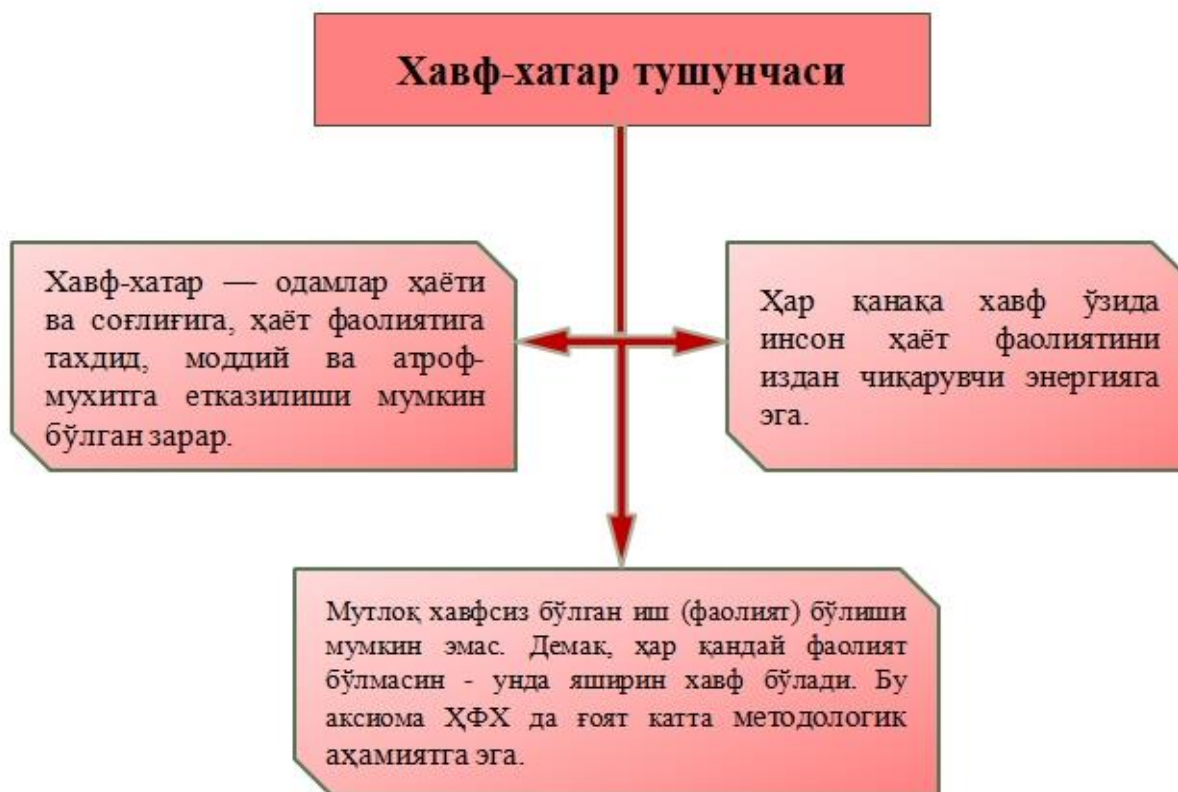 Хавф-хатар тушунчаси
Хавф-хатар — одамлар ҳаёти
ва соғлиғига, ҳаёт фаолиятига
тахдид, моддий ва атроф-
мухитга етказилиши мумкин
бўлган зарар.
Ҳар қанақа хавф ўзида
инсон ҳаёт фаолиятини
издан чиқарувчи энергияга
эга.
Мутлоқ хавфсиз бўлган иш (фаолият) бўлиши
мумкин эмас. Демак, ҳар қандай фаолият
бўлмасин - унда яширин хавф бўлади. Бу
аксиома ҲФХ да ғоят катта методологик
аҳамиятга эга.